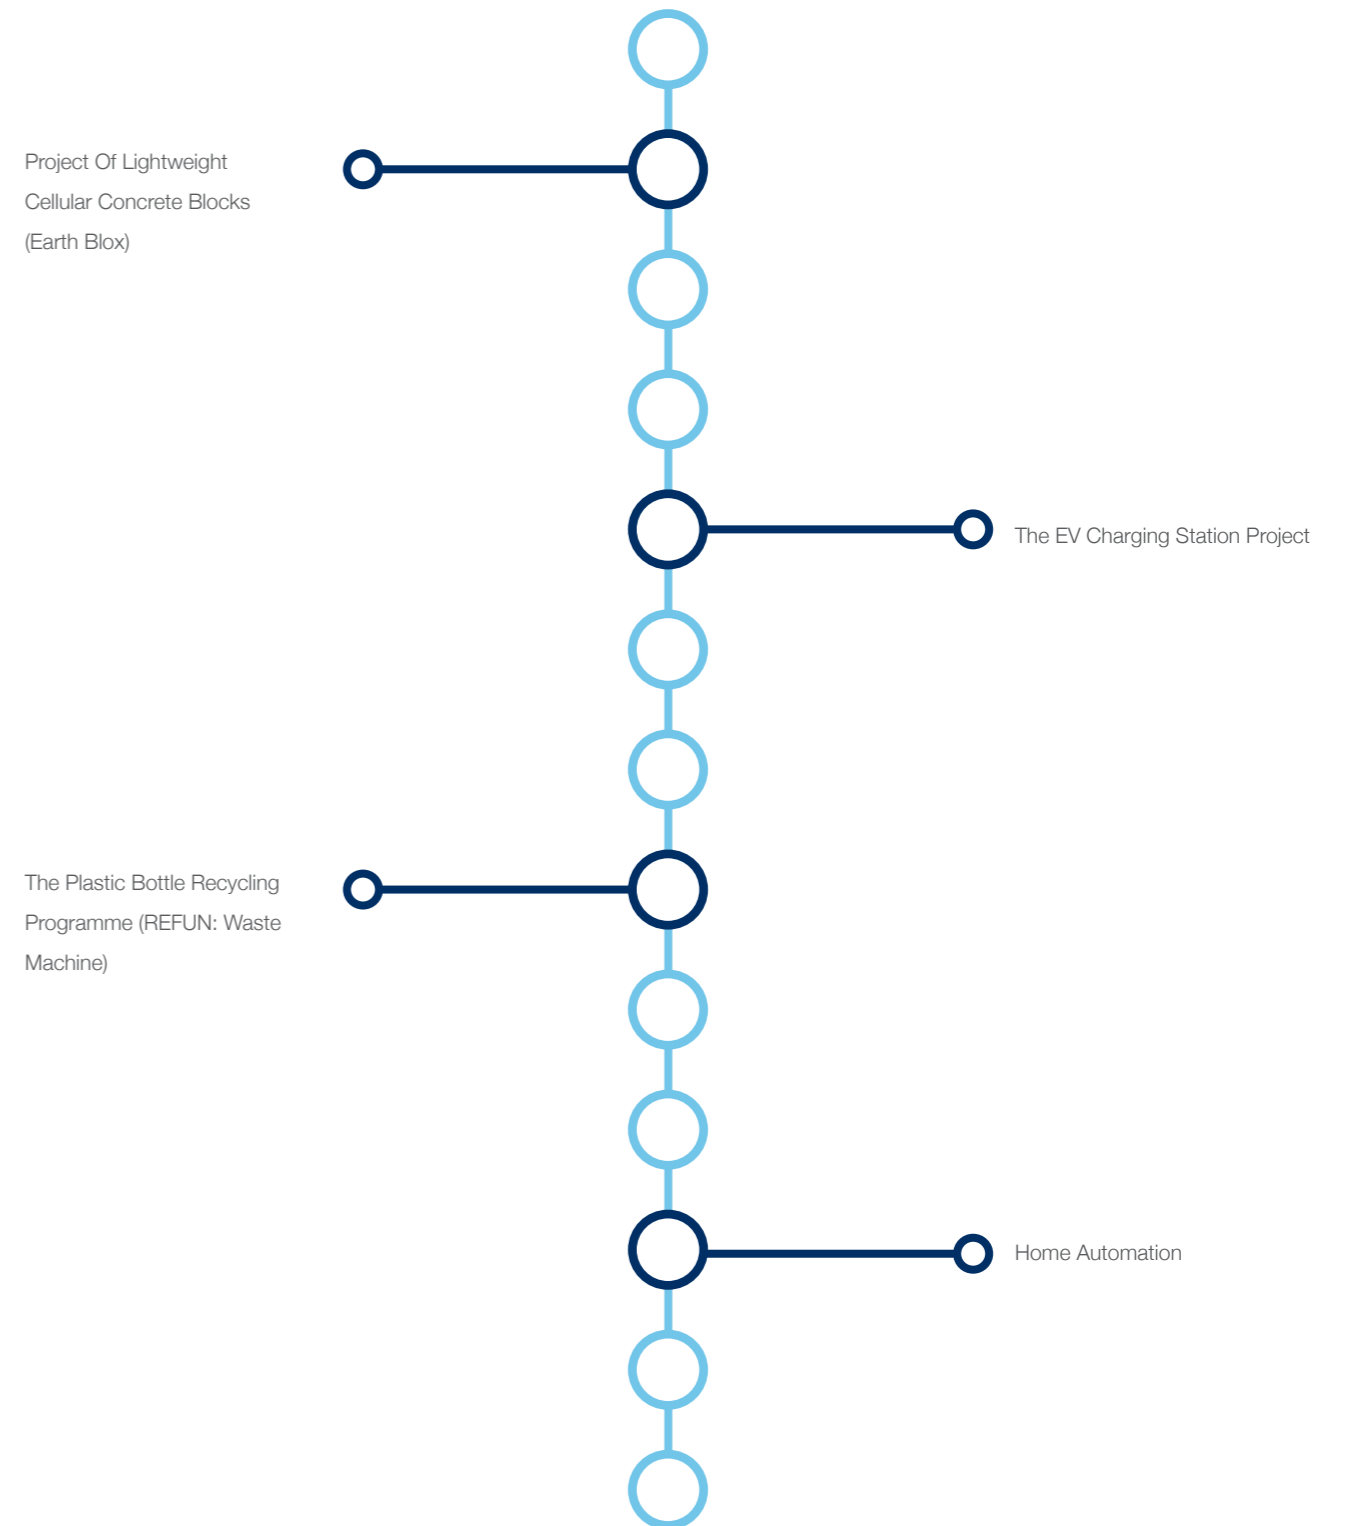 Project Of Lightweight
Cellular Concrete Blocks
(Earth Blox)
The EV Charging Station Project
The Plastic Bottle Recycling
Programme (REFUN: Waste
Machine)
Home Automation